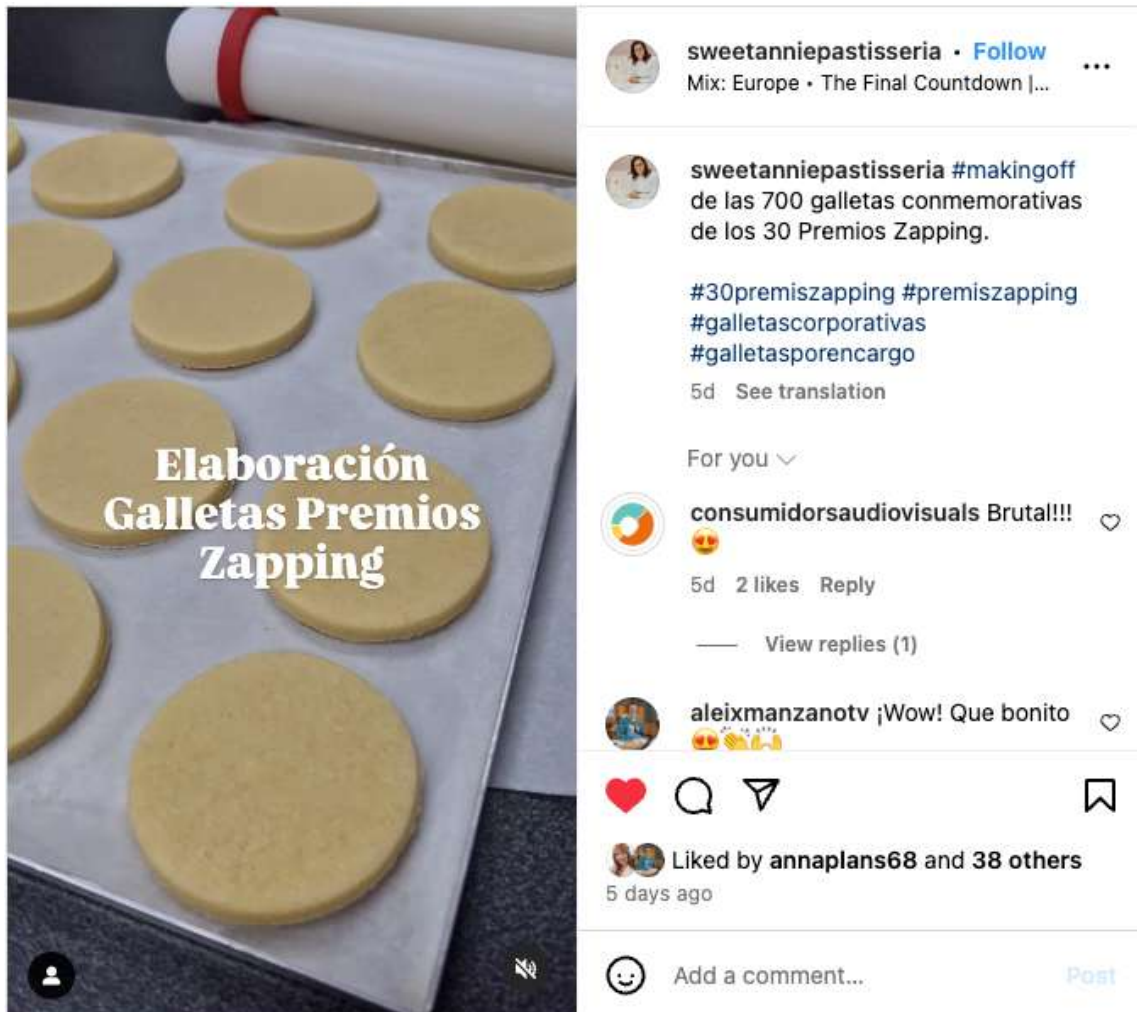 Elaboración
Galletas Premios
Zapping
sweetanniepastisseria • Follow
Mix: Europe • The Final Countdown |...
sweetanniepastisseria #makingoff
de las 700 galletas conmemorativas
de los 30 Premios Zapping.
#30premiszapping #premiszapping
#galletascorporativas
#galletasporencargo
5d See translation
For you
consumidorsaudiovisuals Brutal!!!
😍
5d 2 likes Reply
View replies (1)
aleixmanzanotv ¡Wow! Que bonito
😍👏🙌
Liked by annaplans68 and 38 others
5 days ago
Add a comment...
Post